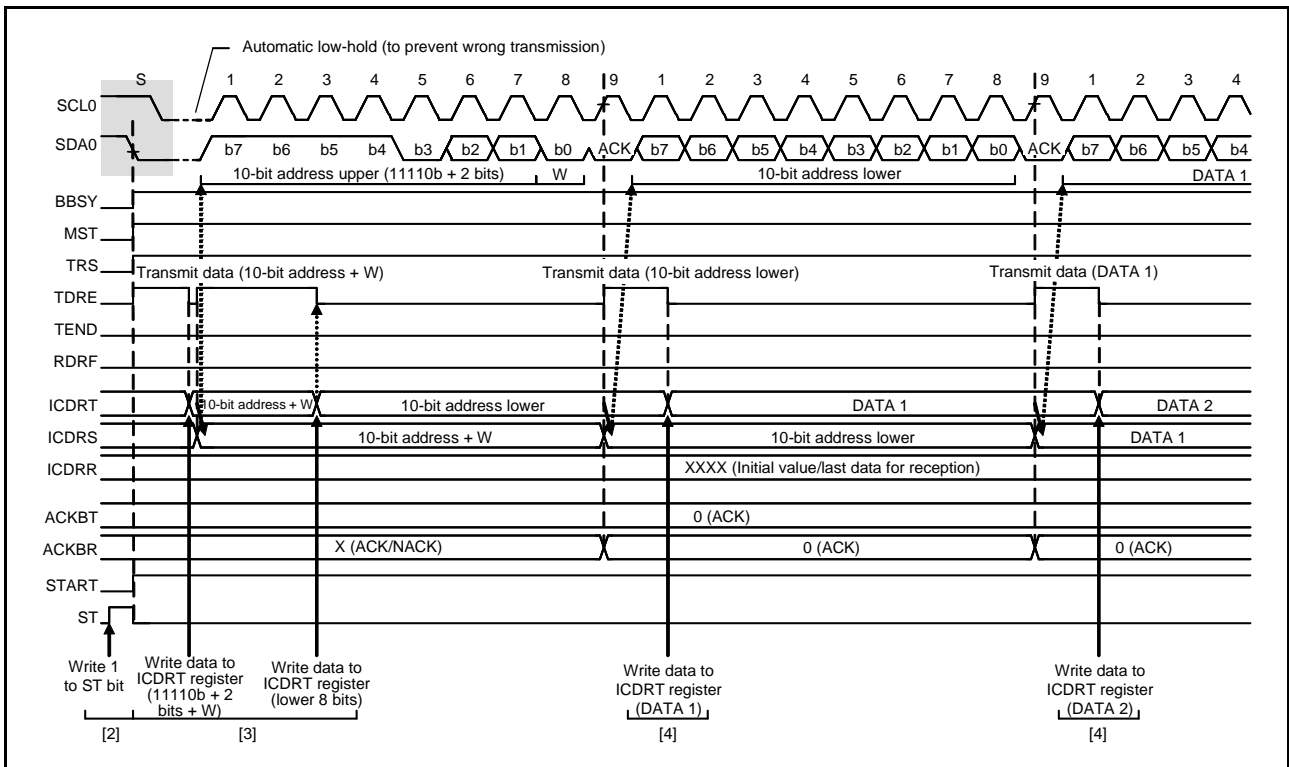 Automatic low-hold (to prevent wrong transmission)
S 1 2 3 4 5 6 7 8 9 1 2 3 4 5 6 7 8 9 1 2 3 4
SCL0
SDA0 b7 b6 b5 b4 b3 b2 b1 b0 ACK b7 b6 b5 b4 b3 b2 b1 b0 ACK b7 b6 b5 b4
10-bit address upper (11110b + 2 bits) W 10-bit address lower DATA 1
BBSY
MST
TRS
Transmit data (10-bit address + W) Transmit data (10-bit address lower) Transmit data (DATA 1)
TDRE
TEND
RDRF
ICDRT 10-bit address + W 10-bit address lower DATA 1 DATA 2
ICDRS 10-bit address + W 10-bit address lower DATA 1
ICDRR XXXX (Initial value/last data for reception)
ACKBT 0 (ACK)
ACKBR X (ACK/NACK) 0 (ACK) 0 (ACK)
START
ST
Write 1
to ST bit
Write data to
ICDRT register
(11110b + 2
bits + W)
Write data to
ICDRT register
(lower 8 bits)
Write data to
ICDRT register
(DATA 1)
Write data to
ICDRT register
(DATA 2)
[2] [3] [4] [4]